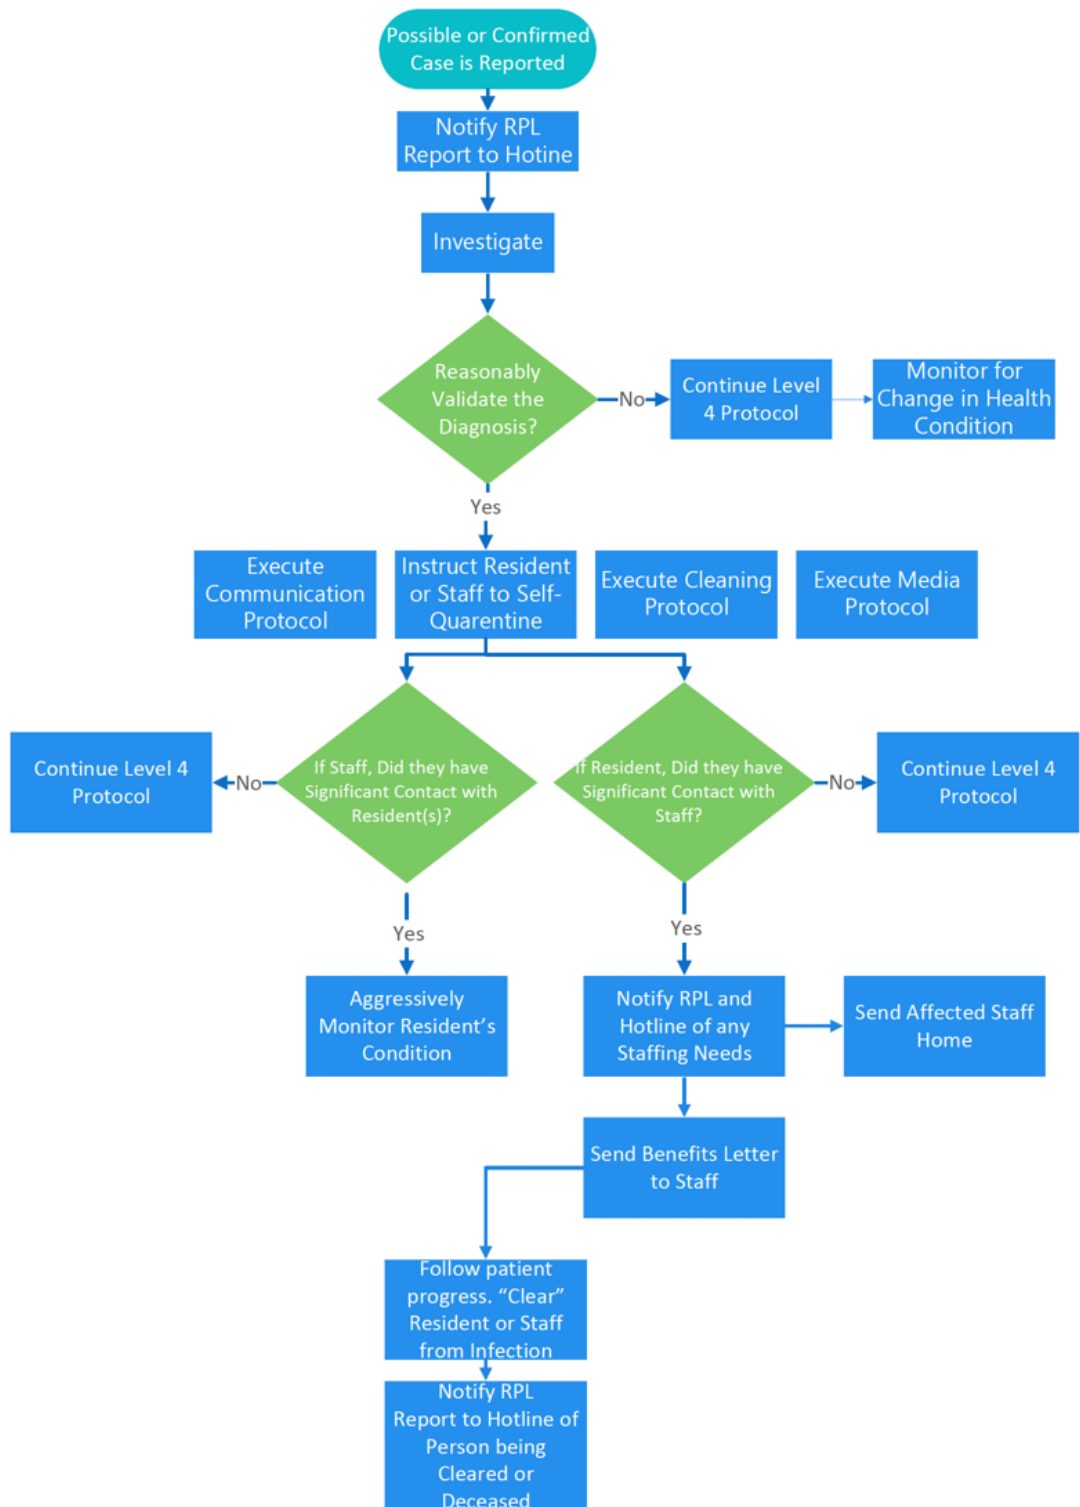 Possible or Confirmed
Case is Reported
Notify RPL
Report to Hotine
Investigate
Reasonably
Validate the
Diagnosis?
No
Continue Level
4 Protocol
Monitor for
Change in Health
Condition
Yes
Execute
Communication
Protocol
Instruct Resident
or Staff to Self-
Quarentine
Execute Cleaning
Protocol
Execute Media
Protocol
Continue Level 4
Protocol
No
If Staff, Did they have
Significant Contact with
Resident(s)?
If Resident, Did they have
Significant Contact with
Staff?
No
Continue Level 4
Protocol
Yes
Yes
Aggressively
Monitor Resident’s
Condition
Notify RPL and
Hotline of any
Staffing Needs
Send Affected Staff
Home
Send Benefits Letter
to Staff
Follow patient
progress. “Clear”
Resident or Staff
from Infection
Notify RPL
Report to Hotline of
Person being
Cleared or
Deceased